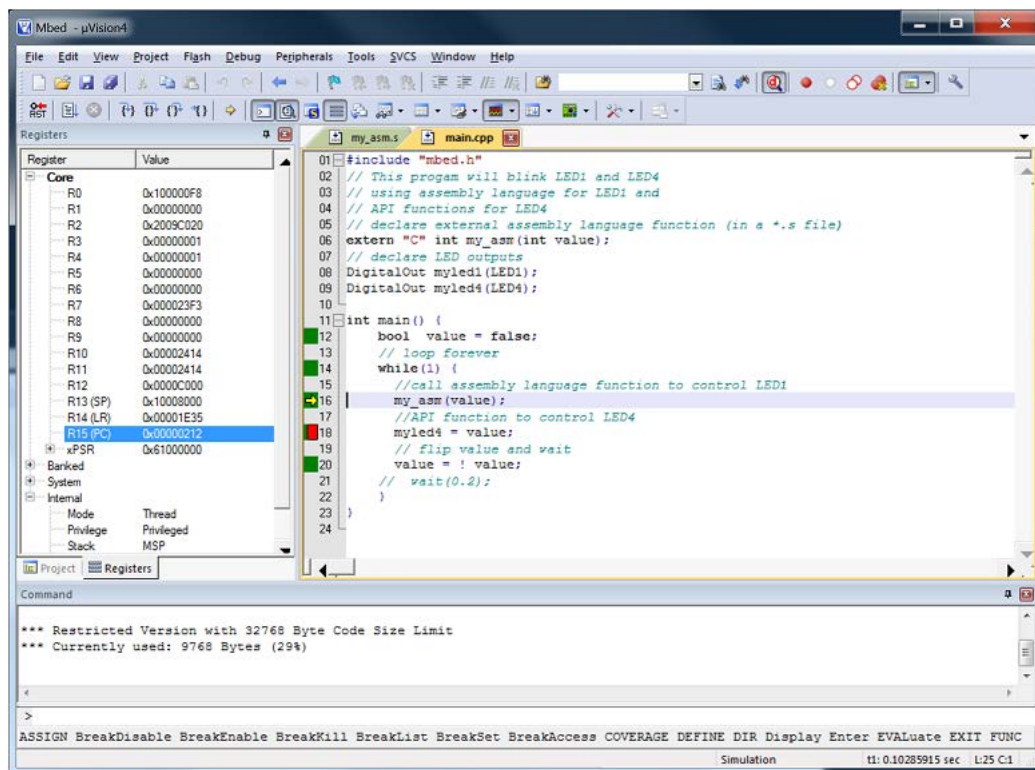 Mbed - µVision4
File Edit View Project Flash Debug Peripherals Tools SVCS Window Help
Registers
my_asm.s main.cpp
Register Value
Core
R0 0x100000F8
R1 0x00000000
R2 0x2009C020
R3 0x00000001
R4 0x00000001
R5 0x00000000
R6 0x00000000
R7 0x000023F3
R8 0x00000000
R9 0x00000000
R10 0x00002414
R11 0x00002414
R12 0x0000C000
R13 (SP) 0x10008000
R14 (LR) 0x00001E35
R15 (PC) 0x00000212
xPSR 0x61000000
Banked
System
Internal
Mode Thread
Privilege Privileged
Stack MSP
Project Registers
01 #include "mbed.h"
02 // This progam will blink LED1 and LED4
03 // using assembly language for LED1 and
04 // API functions for LED4
05 // declare external assembly language function (in a *.s file)
06 extern "C" int my_asm(int value);
07 // declare LED outputs
08 DigitalOut myled1(LED1);
09 DigitalOut myled4(LED4);
10
11 int main() {
12 bool value = false;
13 // loop forever
14 while(1) {
15 //call assembly language function to control LED1
16 my_asm(value);
17 //API function to control LED4
18 myled4 = value;
19 // flip value and wait
20 value = ! value;
21 // wait(0.2);
22 }
23 }
24
Command
*** Restricted Version with 32768 Byte Code Size Limit
*** Currently used: 9768 Bytes (29%)
>
ASSIGN BreakDisable BreakEnable BreakKill BreakList BreakSet BreakAccess COVERAGE DEFINE DIR Display Enter EVALuate EXIT FUNC
Simulation t1: 0.10285915 sec L:25 C:1